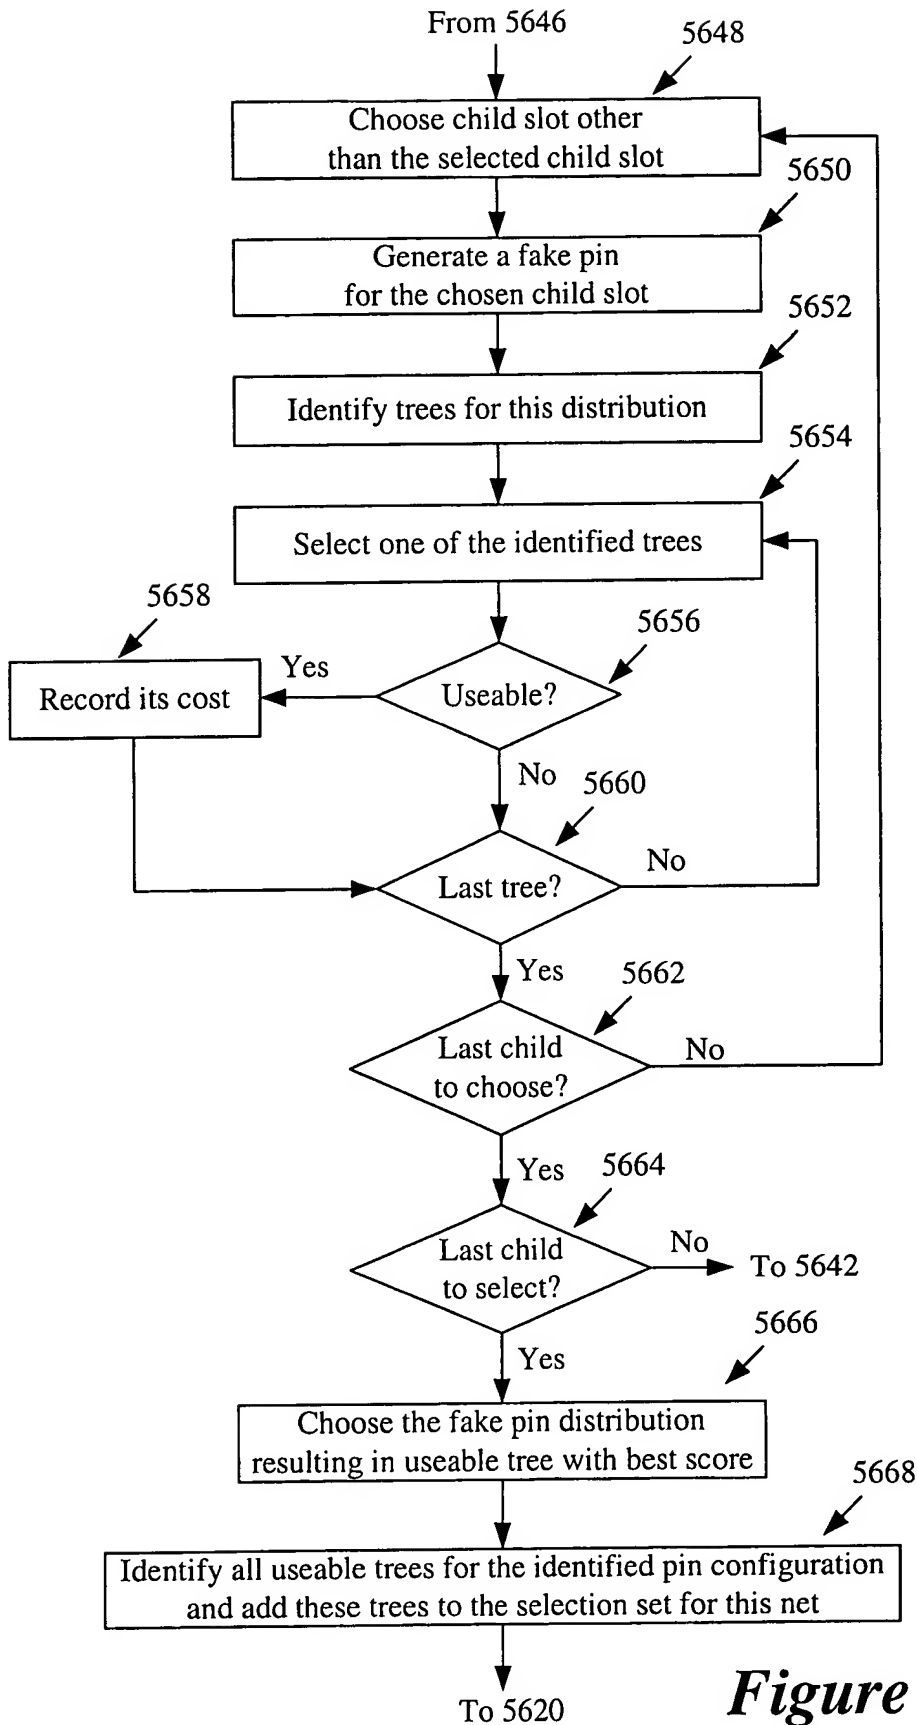 From 5646
5648
Choose child slot other
than the selected child slot
5650
Generate a fake pin
for the chosen child slot
5652
Identify trees for this distribution
5654
Select one of the identified trees
5658
5656
Yes
Record its cost
Useable?
No
5660
No
Last tree?
Yes
5662
Last child
to choose?
No
Yes
5664
Last child
to select?
No
To 5642
5666
Yes
Choose the fake pin distribution
resulting in useable tree with best score
5668
Identify all useable trees for the identified pin configuration
and add these trees to the selection set for this net
To 5620
Figure